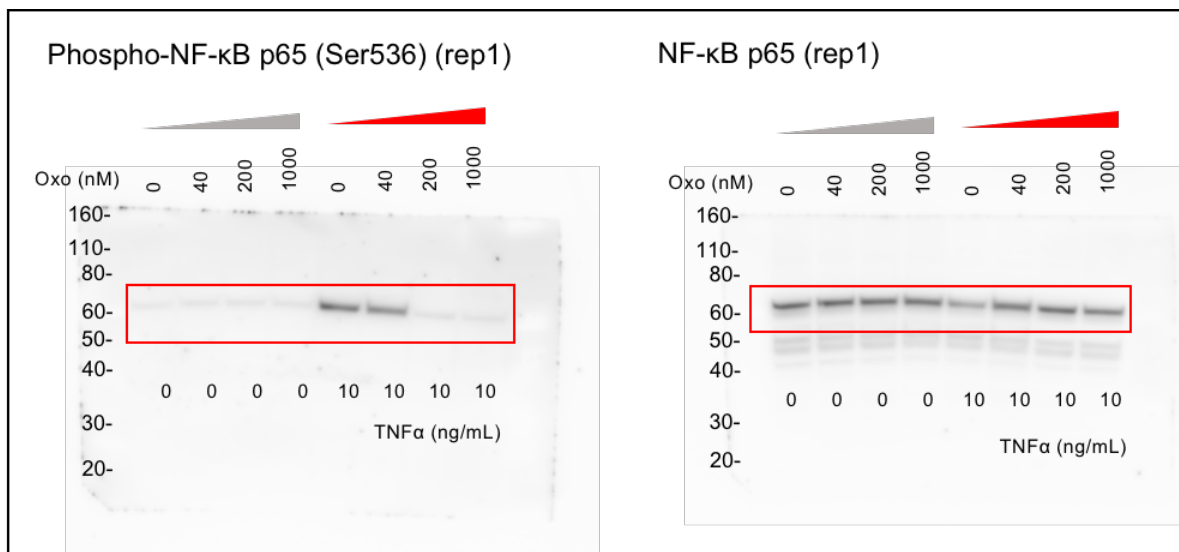 Phospho-NF-κB p65 (Ser536) (rep1)
Oxo (nM) 0 40 200 1000 0 40 200 1000
160-
110-
80-
60-
50-
40-
0 0 0 0 10 10 10 10
30-
TNFα (ng/mL)
20-
NF-κB p65 (rep1)
Oxo (nM) 0 40 200 1000 0 40 200 1000
160-
110-
80-
60-
50-
40-
0 0 0 0 10 10 10 10
30-
TNFα (ng/mL)
20-